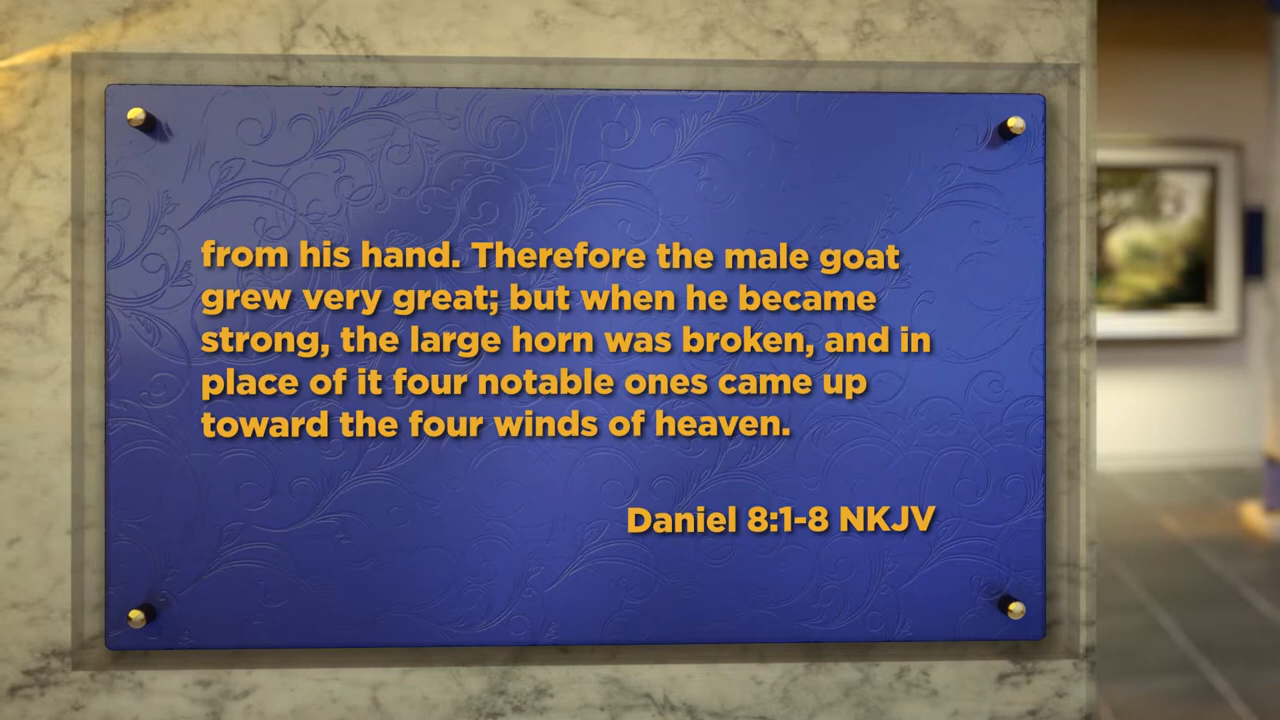 from his hand. Therefore the male goat
grew very great; but when he became
strong, the large horn was broken, and in
place of it four notable ones came up
toward the four winds of heaven.
Daniel 8:1-8 NKJV